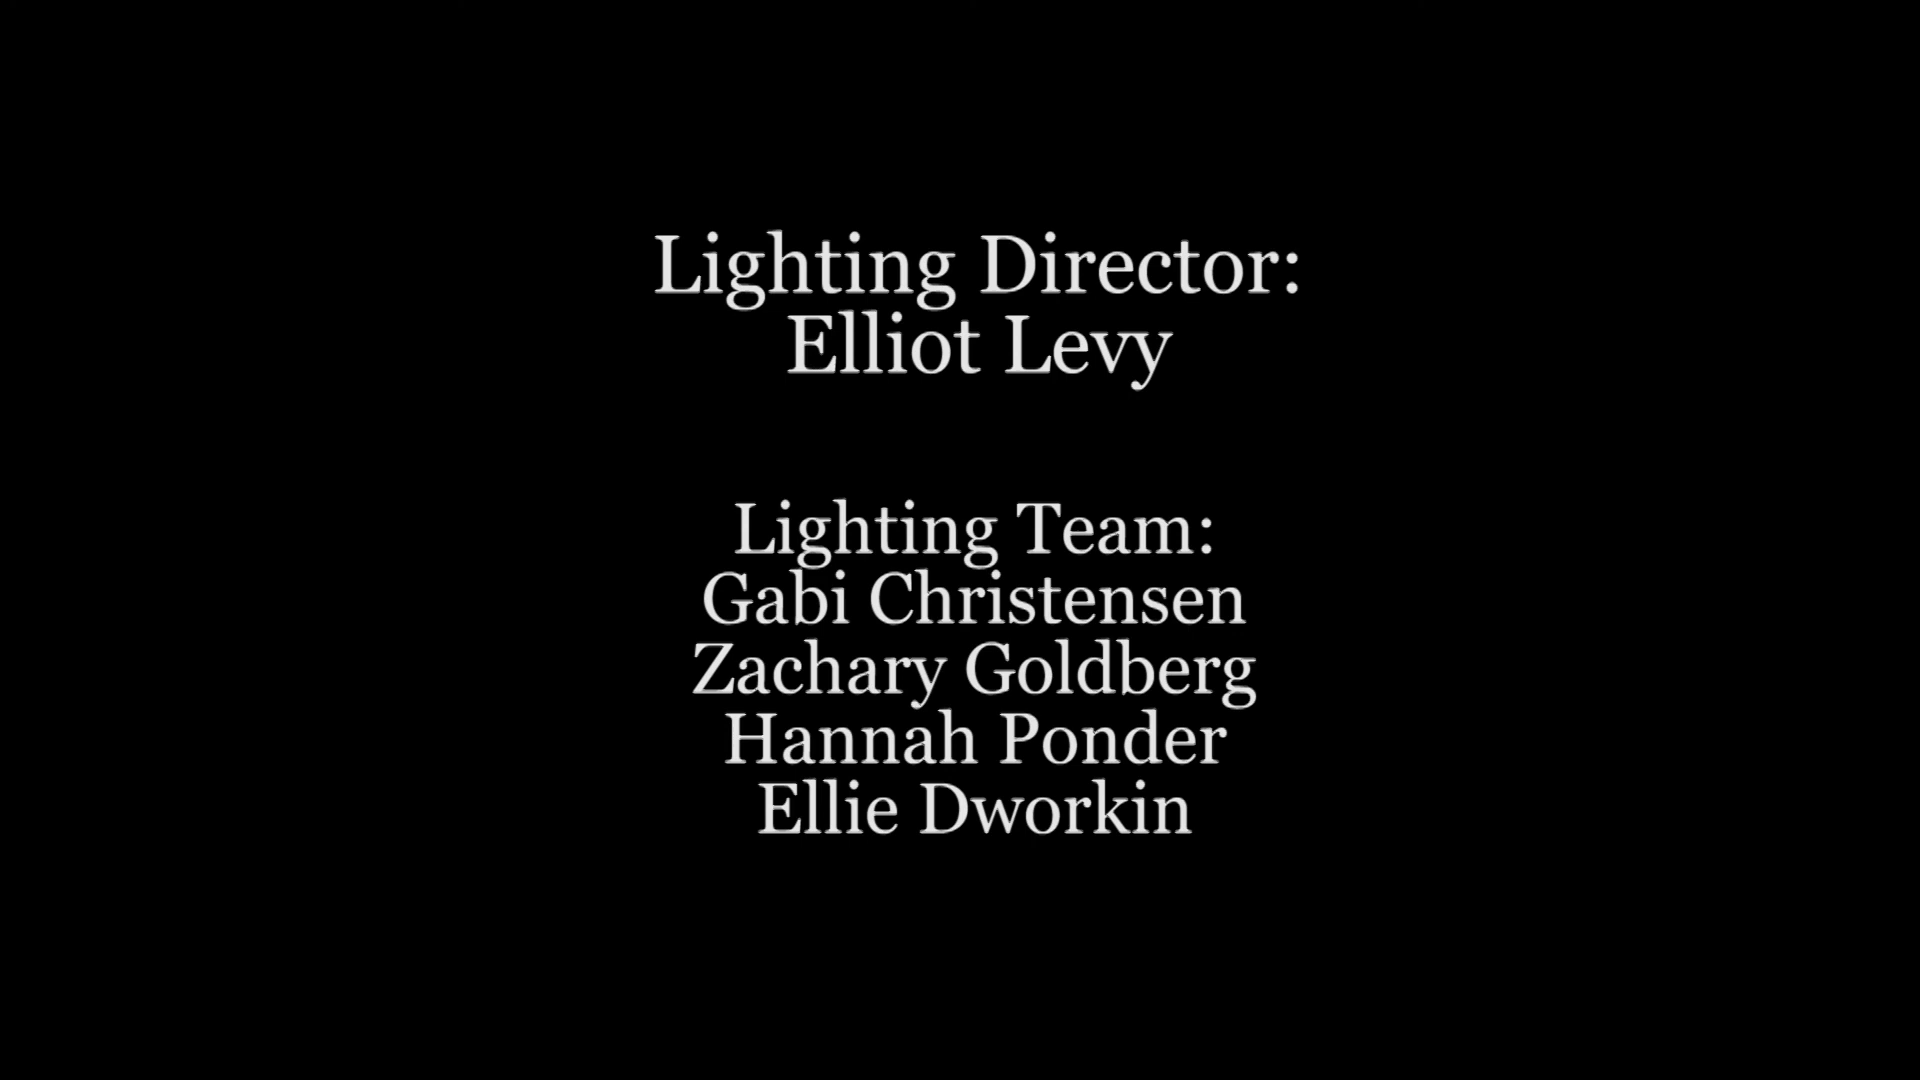 Lighting Director:
Elliot Levy
Lighting Team:
Gabi Christensen
Zachary Goldberg
Hannah Ponder
Ellie Dworkin